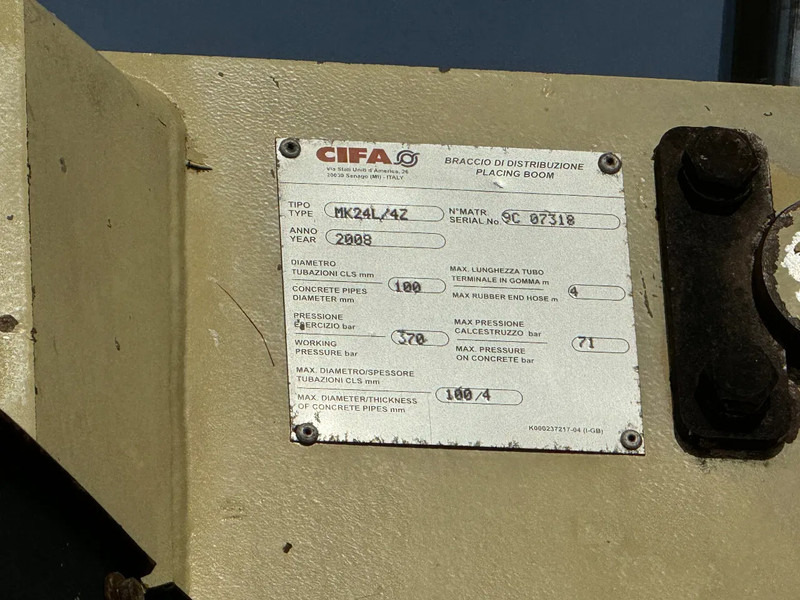 CIFA
Via Stati Uniti d'America, 26
20030 Senago (MI) - ITALY
BRACCIO DI DISTRIBUZIONE
PLACING BOOM
TIPO
TYPE
MK24L/4Z
N°MATR.
SERIAL No.
9C 07318
ANNO
YEAR
2008
DIAMETRO
TUBAZIONI CLS mm
CONCRETE PIPES
DIAMETER mm
100
MAX. LUNGHEZZA TUBO
TERMINALE IN GOMMA m
MAX RUBBER END HOSE m
4
PRESSIONE
ESERCIZIO bar
WORKING
PRESSURE bar
370
MAX PRESSIONE
CALCESTRUZZO bar
MAX. PRESSURE
ON CONCRETE bar
71
MAX. DIAMETRO/SPESSORE
TUBAZIONI CLS mm
MAX. DIAMETER/THICKNESS
OF CONCRETE PIPES mm
100/4
K000237217-04 (I-GB)